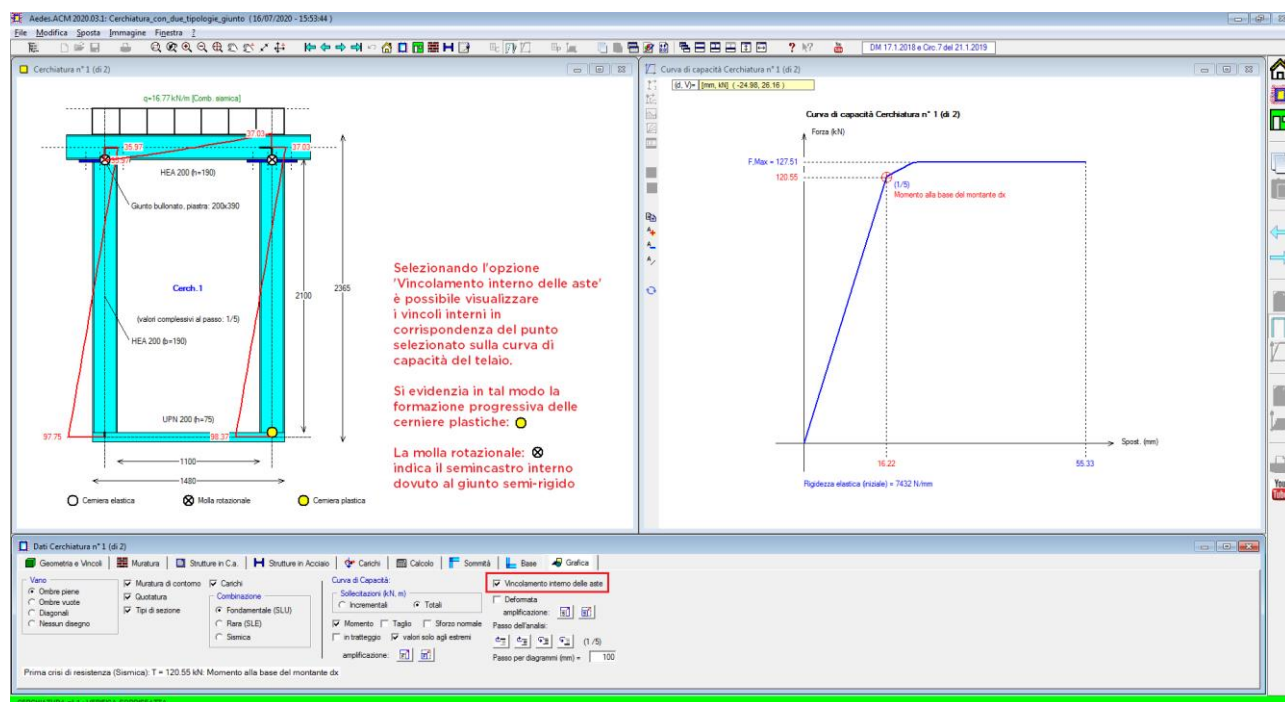 Aedes.ACM 2020.03.1: Cerchiatura_con_due_tipologie_giunto ( 16/07/2020 - 15:53:44 )
File Modifica Sposta Immagine Finestra ?
DM 17.1.2018 e Circ.7 del 21.1.2019
Cerchiatura n° 1 (di 2)
q=16.77 kN/m [Comb. sismica]
37.03
35.97
37.03
HEA 200 (h=190)
Giunto bullonato, piastra: 200x390
Cerch.1
2100
2365
(valori complessivi al passo: 1/5)
HEA 200 (b=190)
UPN 200 (h=75)
97.75
98.37
1100
1480
Cerniera elastica
Molla rotazionale
Cerniera plastica
Selezionando l'opzione
'Vincolamento interno delle aste'
è possibile visualizzare
i vincoli interni in
corrispondenza del punto
selezionato sulla curva di
capacità del telaio.
Si evidenzia in tal modo la
formazione progressiva delle
cerniere plastiche:
La molla rotazionale:
indica il semincastro interno
dovuto al giunto semi-rigido
Curva di capacità Cerchiatura n° 1 (di 2)
(d, V)= [mm, kN] ( -24.98, 26.16 )
Curva di capacità Cerchiatura n° 1 (di 2)
Forza (kN)
F,Max = 127.51
120.55
(1/5)
Momento alla base del montante dx
Spost. (mm)
16.22
55.33
Rigidezza elastica (iniziale) = 7432 N/mm
You
Tube
Dati Cerchiatura n° 1 (di 2)
Geometria e Vincoli
Muratura
Strutture in C.a.
Strutture in Acciaio
Carichi
Calcolo
Sommità
Base
Grafica
Vano
Ombre piene
Ombre vuote
Diagonali
Nessun disegno
Muratura di contorno
Quotatura
Tipi di sezione
Carichi
Combinazione
Fondamentale (SLU)
Rara (SLE)
Sismica
Curva di Capacità:
Sollecitazioni (kN, m)
Incrementali
Totali
Momento
Taglio
Sforzo normale
in tratteggio
valori solo agli estremi
amplificazione:
Vincolamento interno delle aste
Deformata
amplificazione:
Passo dell'analisi:
(1 /5)
Passo per diagrammi (mm) = 100
Prima crisi di resistenza (Sismica): T = 120.55 kN: Momento alla base del montante dx